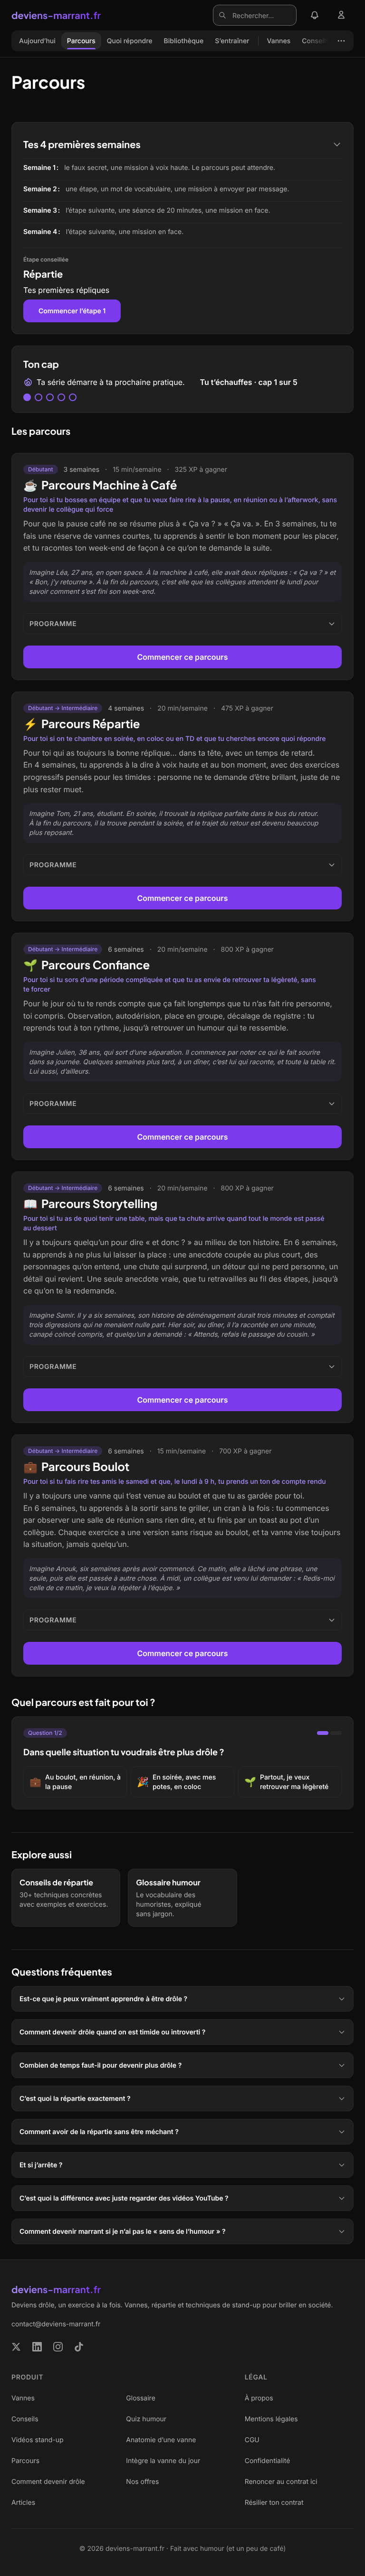 deviens-marrant.fr
Rechercher...
Aujourd'hui Parcours Quoi répondre Bibliothèque S'entraîner Vannes Conseils
Parcours
Tes 4 premières semaines
Semaine 1 : le faux secret, une mission à voix haute. Le parcours peut attendre.
Semaine 2 : une étape, un mot de vocabulaire, une mission à envoyer par message.
Semaine 3 : l'étape suivante, une séance de 20 minutes, une mission en face.
Semaine 4 : l'étape suivante, une mission en face.
Étape conseillée
Répartie
Tes premières répliques
Commencer l'étape 1
Ton cap
Ta série démarre à ta prochaine pratique. Tu t'échauffes · cap 1 sur 5
Les parcours
Débutant 3 semaines · 15 min/semaine · 325 XP à gagner
☕ Parcours Machine à Café
Pour toi si tu bosses en équipe et que tu veux faire rire à la pause, en réunion ou à l'afterwork, sans
devenir le collègue qui force
Pour que la pause café ne se résume plus à « Ça va ? » « Ça va. ». En 3 semaines, tu te
fais une réserve de vannes courtes, tu apprends à sentir le bon moment pour les placer,
et tu racontes ton week-end de façon à ce qu'on te demande la suite.
Imagine Léa, 27 ans, en open space. À la machine à café, elle avait deux répliques : « Ça va ? » et
« Bon, j'y retourne ». À la fin du parcours, c'est elle que les collègues attendent le lundi pour
savoir comment s'est fini son week-end.
PROGRAMME
Commencer ce parcours
Débutant → Intermédiaire 4 semaines · 20 min/semaine · 475 XP à gagner
⚡ Parcours Répartie
Pour toi si on te chambre en soirée, en coloc ou en TD et que tu cherches encore quoi répondre
Pour toi qui as toujours la bonne réplique… dans ta tête, avec un temps de retard.
En 4 semaines, tu apprends à la dire à voix haute et au bon moment, avec des exercices
progressifs pensés pour les timides : personne ne te demande d'être brillant, juste de ne
plus rester muet.
Imagine Tom, 21 ans, étudiant. En soirée, il trouvait la réplique parfaite dans le bus du retour.
À la fin du parcours, il la trouve pendant la soirée, et le trajet du retour est devenu beaucoup
plus reposant.
PROGRAMME
Commencer ce parcours
Débutant → Intermédiaire 6 semaines · 20 min/semaine · 800 XP à gagner
🌱 Parcours Confiance
Pour toi si tu sors d'une période compliquée et que tu as envie de retrouver ta légèreté, sans
te forcer
Pour le jour où tu te rends compte que ça fait longtemps que tu n'as fait rire personne,
toi compris. Observation, autodérision, place en groupe, décalage de registre : tu
reprends tout à ton rythme, jusqu'à retrouver un humour qui te ressemble.
Imagine Julien, 36 ans, qui sort d'une séparation. Il commence par noter ce qui le fait sourire
dans sa journée. Quelques semaines plus tard, à un dîner, c'est lui qui raconte, et toute la table rit.
Lui aussi, d'ailleurs.
PROGRAMME
Commencer ce parcours
Débutant → Intermédiaire 6 semaines · 20 min/semaine · 800 XP à gagner
📖 Parcours Storytelling
Pour toi si tu as de quoi tenir une table, mais que ta chute arrive quand tout le monde est passé
au dessert
Il y a toujours quelqu'un pour dire « et donc ? » au milieu de ton histoire. En 6 semaines,
tu apprends à ne plus lui laisser la place : une anecdote coupée au plus court, des
personnages qu'on entend, une chute qui surprend, un détour qui ne perd personne, un
détail qui revient. Une seule anecdote vraie, que tu retravailles au fil des étapes, jusqu'à
ce qu'on te la redemande.
Imagine Samir. Il y a six semaines, son histoire de déménagement durait trois minutes et comptait
trois digressions qui ne menaient nulle part. Hier soir, au dîner, il l'a racontée en une minute,
canapé coincé compris, et quelqu'un a demandé : « Attends, refais le passage du cousin. »
PROGRAMME
Commencer ce parcours
Débutant → Intermédiaire 6 semaines · 15 min/semaine · 700 XP à gagner
💼 Parcours Boulot
Pour toi si tu fais rire tes amis le samedi et que, le lundi à 9 h, tu prends un ton de compte rendu
Il y a toujours une vanne qui t'est venue au boulot et que tu as gardée pour toi.
En 6 semaines, tu apprends à la sortir sans te griller, un cran à la fois : tu commences
par observer une salle de réunion sans rien dire, et tu finis par un toast au pot d'un
collègue. Chaque exercice a une version sans risque au boulot, et ta vanne vise toujours
la situation, jamais quelqu'un.
Imagine Anouk, six semaines après avoir commencé. Ce matin, elle a lâché une phrase, une
seule, puis elle est passée à autre chose. À midi, un collègue est venu lui demander : « Redis-moi
celle de ce matin, je veux la répéter à l'équipe. »
PROGRAMME
Commencer ce parcours
Quel parcours est fait pour toi ?
Question 1/2
Dans quelle situation tu voudrais être plus drôle ?
💼 Au boulot, en réunion, à
la pause
🎉 En soirée, avec mes
potes, en coloc
🌱 Partout, je veux
retrouver ma légèreté
Explore aussi
Conseils de répartie
30+ techniques concrètes
avec exemples et exercices.
Glossaire humour
Le vocabulaire des
humoristes, expliqué
sans jargon.
Questions fréquentes
Est-ce que je peux vraiment apprendre à être drôle ?
Comment devenir drôle quand on est timide ou introverti ?
Combien de temps faut-il pour devenir plus drôle ?
C'est quoi la répartie exactement ?
Comment avoir de la répartie sans être méchant ?
Et si j'arrête ?
C'est quoi la différence avec juste regarder des vidéos YouTube ?
Comment devenir marrant si je n'ai pas le « sens de l'humour » ?
deviens-marrant.fr
Deviens drôle, un exercice à la fois. Vannes, répartie et techniques de stand-up pour briller en société.
contact@deviens-marrant.fr
PRODUIT LÉGAL
Vannes Glossaire À propos
Conseils Quiz humour Mentions légales
Vidéos stand-up Anatomie d'une vanne CGU
Parcours Intègre la vanne du jour Confidentialité
Comment devenir drôle Nos offres Renoncer au contrat ici
Articles Résilier ton contrat
© 2026 deviens-marrant.fr · Fait avec humour (et un peu de café)